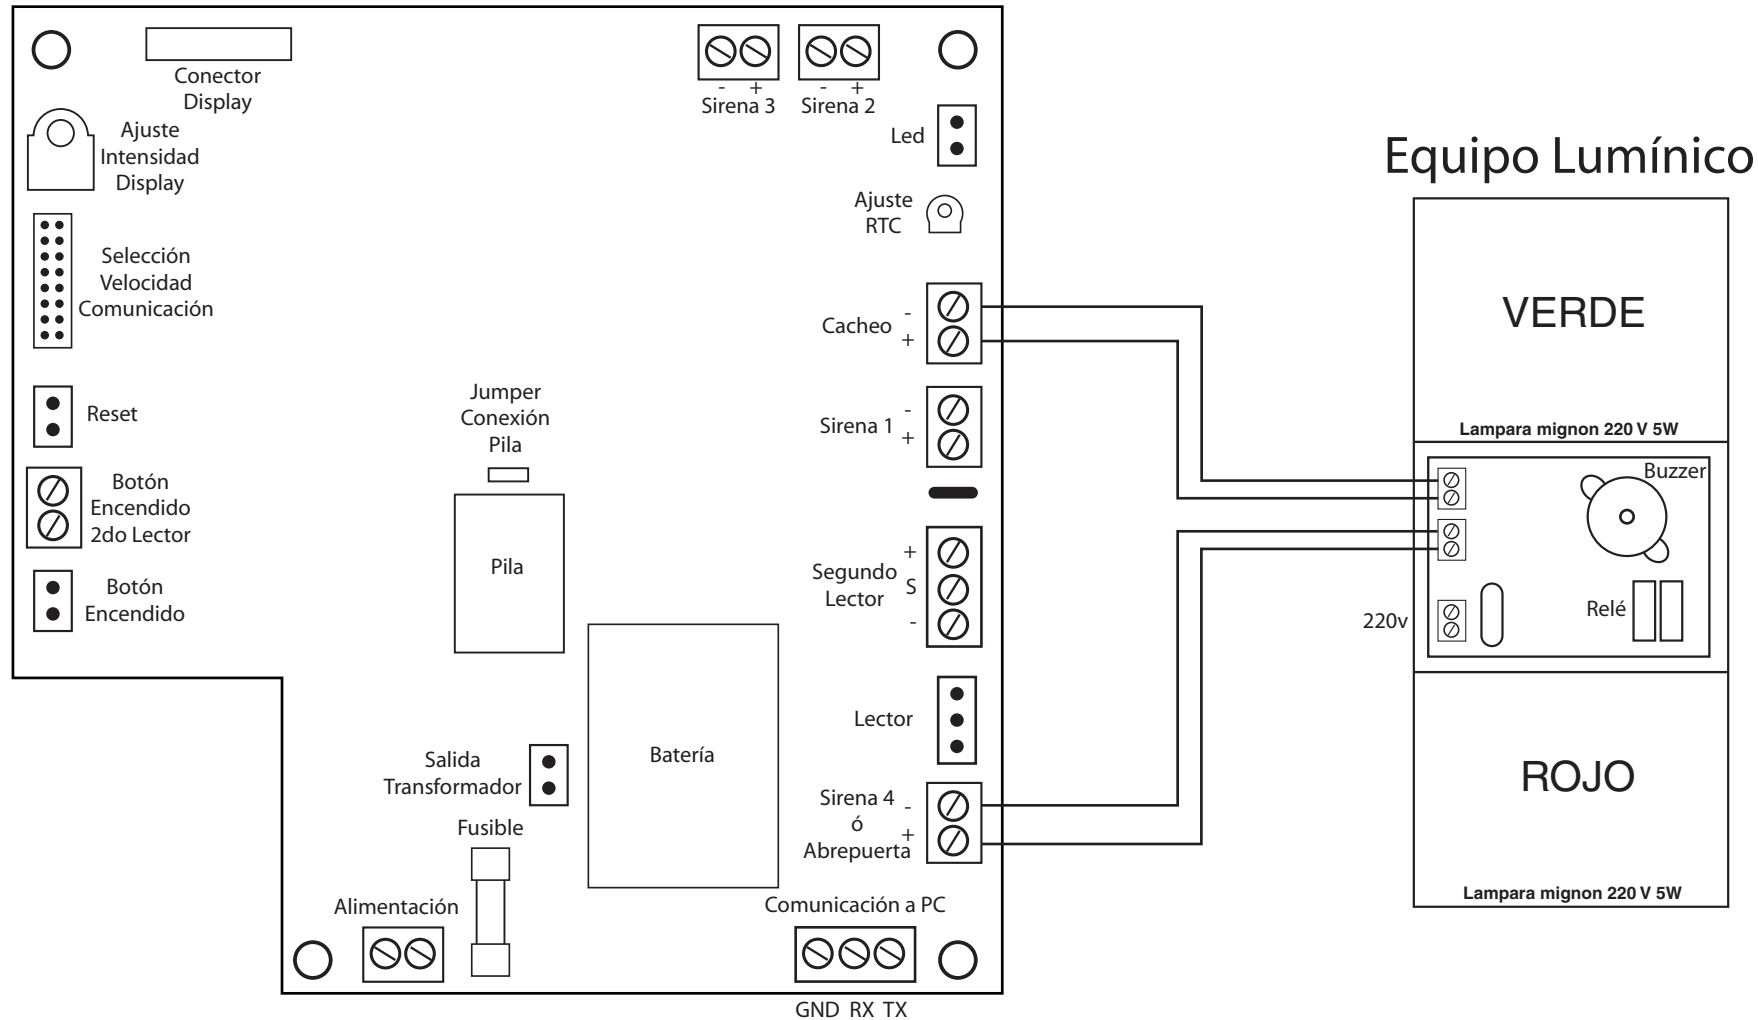 Conector
Display
- +
Sirena 3
- +
Sirena 2
Ajuste
Intensidad
Display
Led
Equipo Lumínico
Ajuste
RTC
Selección
Velocidad
Comunicación
VERDE
Lampara mignon 220 V 5W
-
Cacheo
+
Reset
Jumper
Conexión
Pila
-
Sirena 1
+
Botón
Encendido
2do Lector
Buzzer
Pila
+
Segundo
Lector
S
-
Botón
Encendido
220v
Relé
Lector
Salida
Transformador
Batería
ROJO
Lampara mignon 220 V 5W
Sirena 4
ó
Abrepuerta
-
+
Fusible
Alimentación
Comunicación a PC
GND RX TX